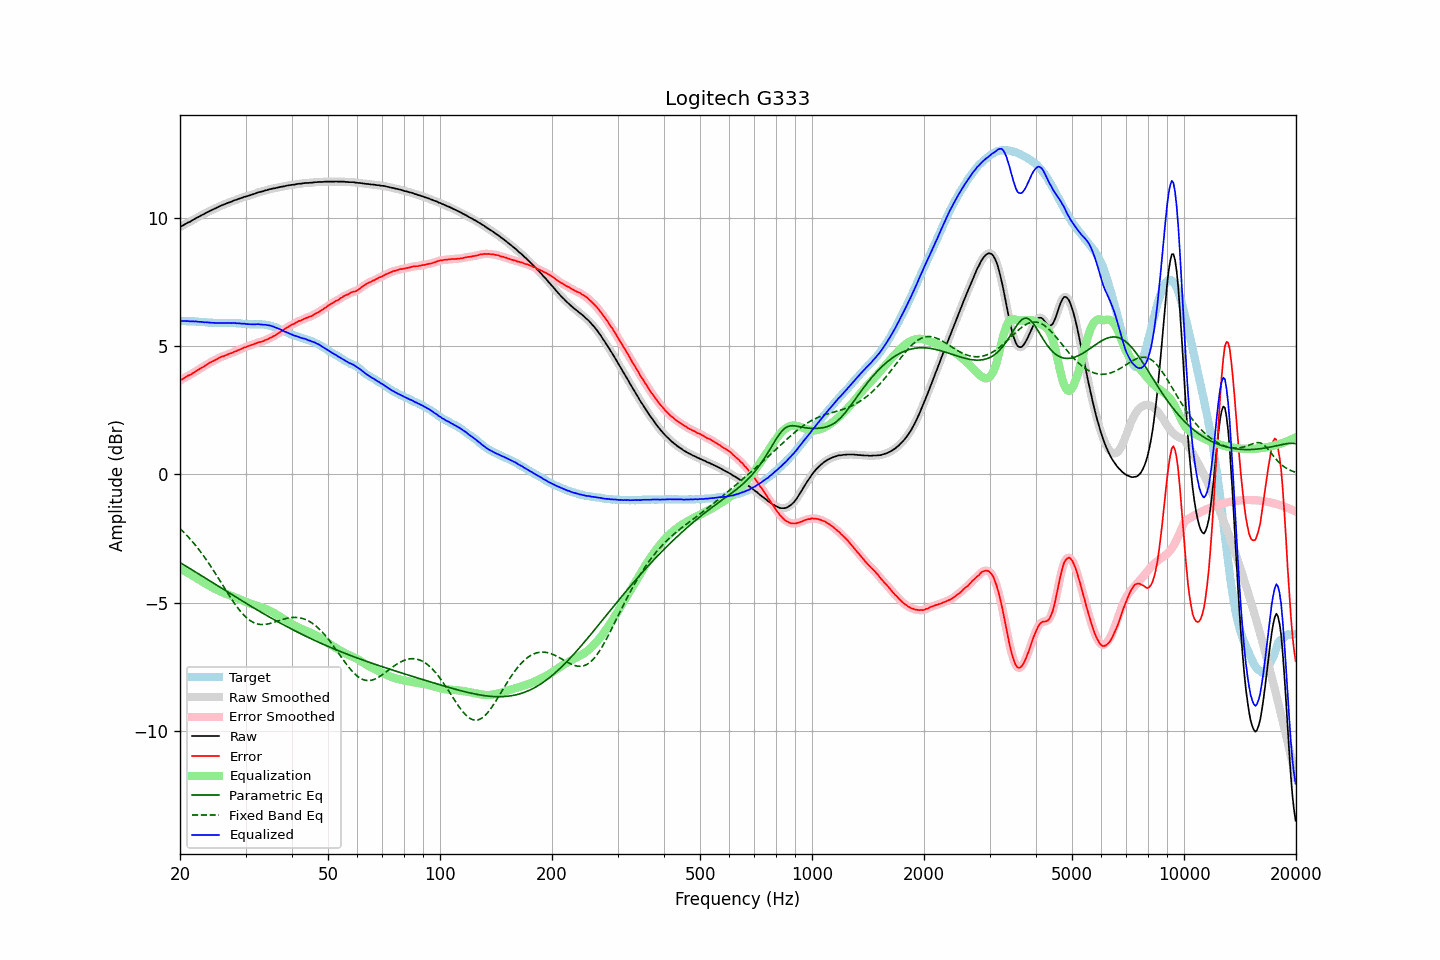 Logitech G333
Amplitude (dBr)
10
5
0
−5
−10
Target
Raw Smoothed
Error Smoothed
Raw
Error
Equalization
Parametric Eq
Fixed Band Eq
Equalized
20 50 100 200 500 1000 2000 5000 10000 20000
Frequency (Hz)